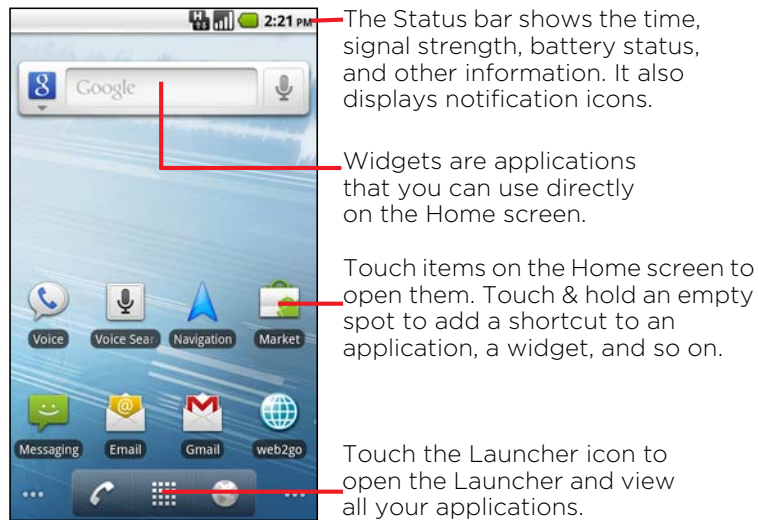 2:21 PM
The Status bar shows the time,
signal strength, battery status,
and other information. It also
displays notification icons.
8 Google
Widgets are applications
that you can use directly
on the Home screen.
Touch items on the Home screen to
open them. Touch & hold an empty
spot to add a shortcut to an
application, a widget, and so on.
Voice Voice Sear Navigation Market
Messaging Email Gmail web2go
Touch the Launcher icon to
open the Launcher and view
all your applications.